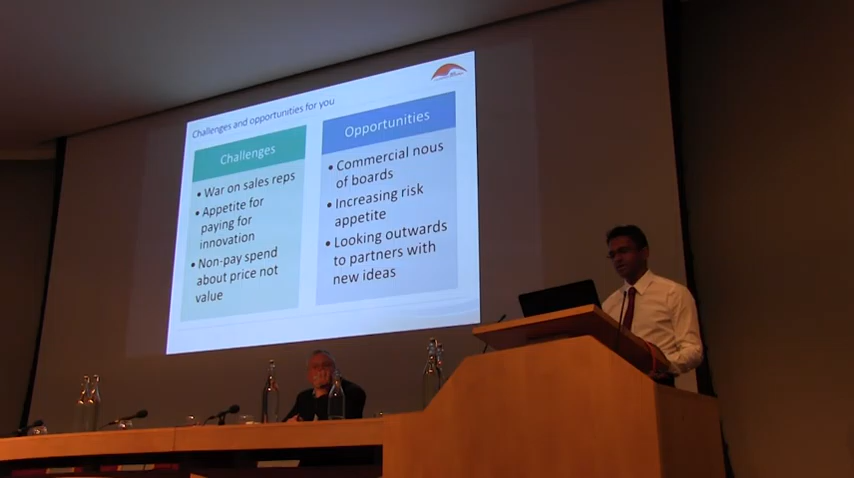 Challenges and opportunities for you
Challenges
• War on sales reps
• Appetite for
paying for
innovation
• Non-pay spend
about price not
value
Opportunities
• Commercial nous
of boards
• Increasing risk
appetite
• Looking outwards
to partners with
new ideas